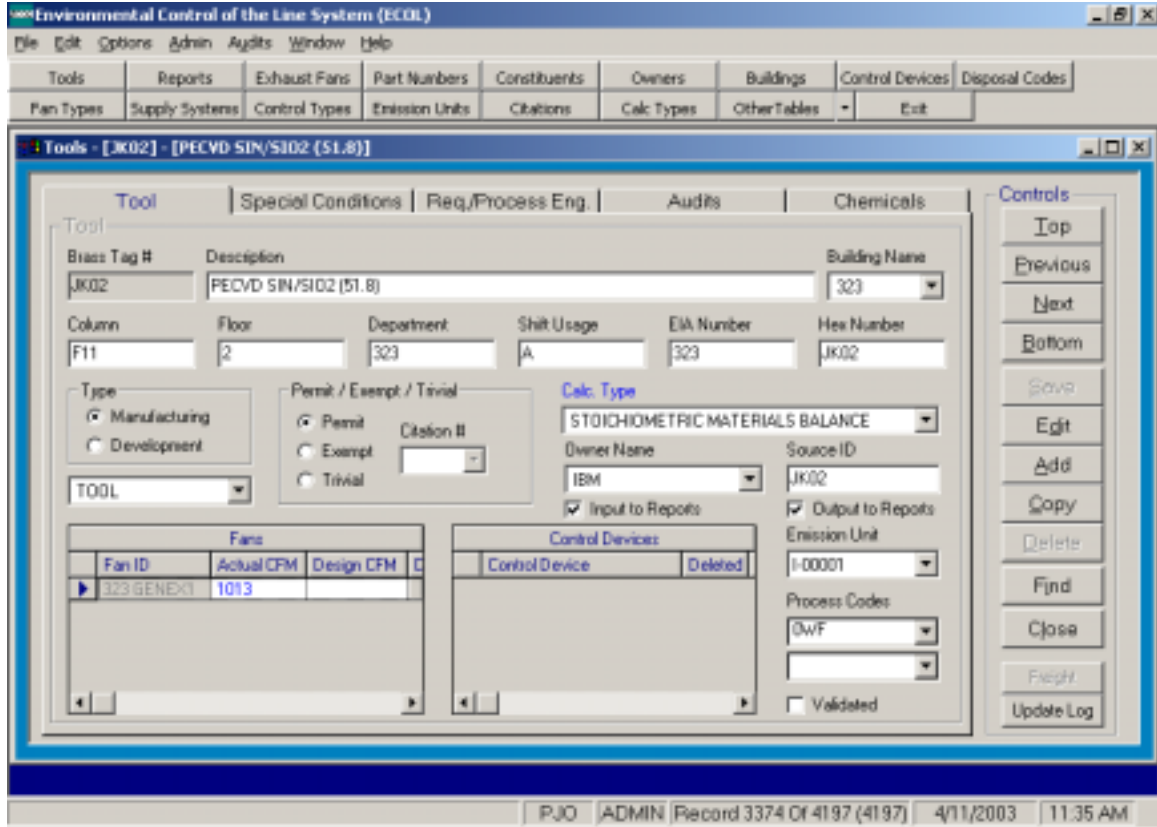 Environmental Control of the Line System (ECOL)
File Edit Options Admin Audits Window Help
Tools Reports Exhaust Fans Part Numbers Constituents Owners Buildings Control Devices Disposal Codes
Fan Types Supply Systems Control Types Emission Units Citations Calc Types OtherTables Exit
Tools - [JK02] - [PECVD SIN/SIO2 (51.8)]
Tool Special Conditions Req./Process Eng. Audits Chemicals Controls
Tool Top
Brass Tag # Description Building Name
JK02 PECVD SIN/SIO2 (51.8) 323 Previous
Next
Column Floor Department Shift Usage EIA Number Hex Number
F11 2 323 A 323 JK02 Bottom
Type Permit / Exempt / Trivial Calc. Type Save
Manufacturing Permit Citation # STOICHIOMETRIC MATERIALS BALANCE Edit
Development Exempt Owner Name Source ID Add
TOOL Trivial IBM JK02 Copy
Input to Reports Output to Reports
Fans Control Devices Emission Unit Delete
Fan ID Actual CFM Design CFM C Control Device Deleted I-00001
323 GENEX1 1013 Find
Process Codes
OWF Close
Freight
Validated Update Log
PJO ADMIN Record 3374 Of 4197 (4197) 4/11/2003 11:35 AM